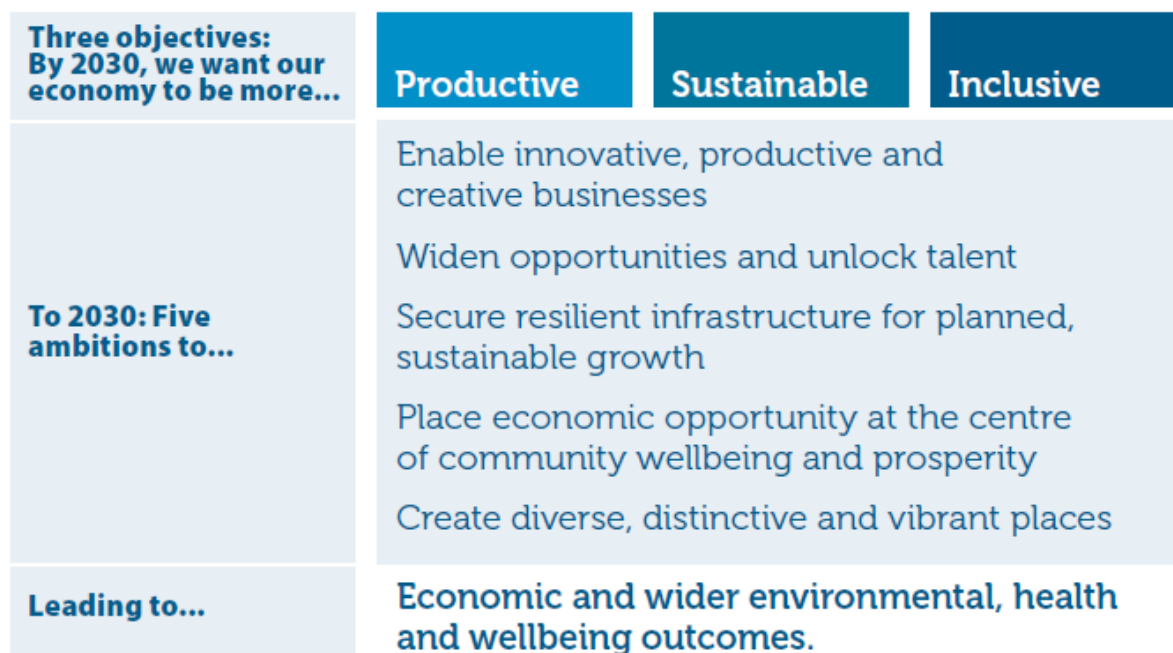 Three objectives:
By 2030, we want our
economy to be more...
Productive
Sustainable
Inclusive
To 2030: Five
ambitions to...
Enable innovative, productive and
creative businesses
Widen opportunities and unlock talent
Secure resilient infrastructure for planned,
sustainable growth
Place economic opportunity at the centre
of community wellbeing and prosperity
Create diverse, distinctive and vibrant places
Leading to...
Economic and wider environmental, health
and wellbeing outcomes.